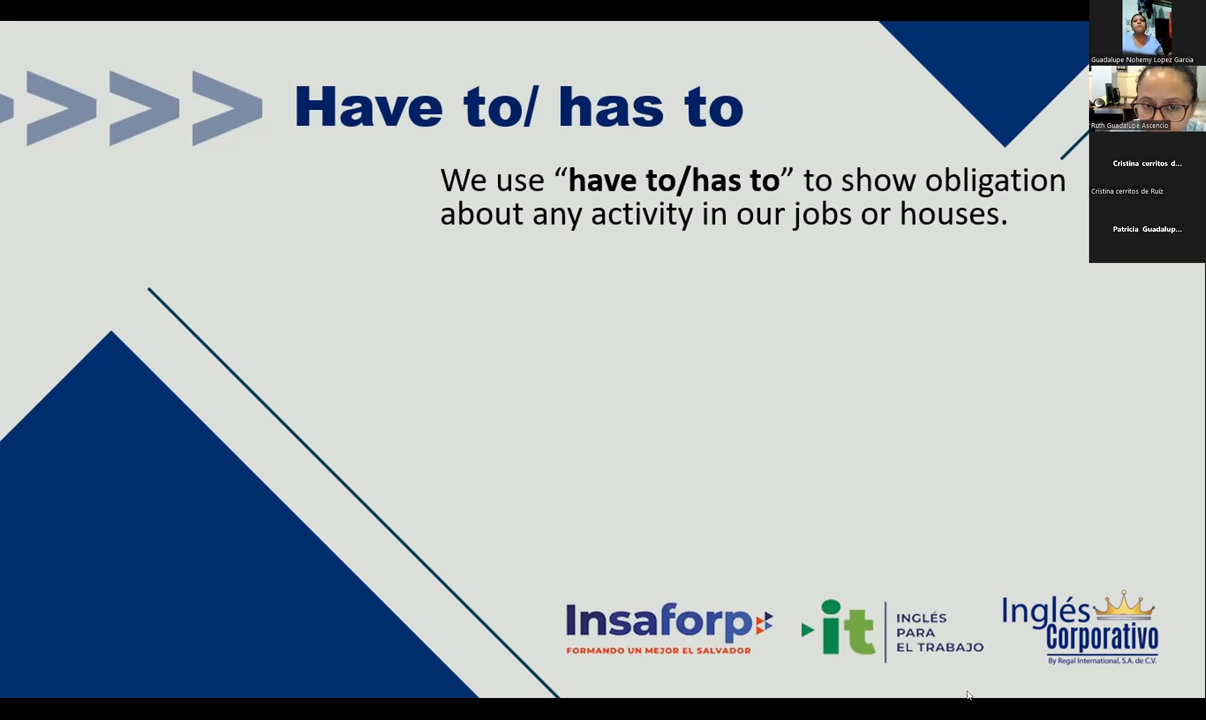 Have to/ has to
We use “have to/has to” to show obligation
about any activity in our jobs or houses.
Guadalupe Nohemy Lopez Garcia
Ruth Guadalupe Ascencio
Cristina cerritos d...
Cristina cerritos de Ruíz
Patricia Guadalup...
Insaforp
FORMANDO UN MEJOR EL SALVADOR
it
INGLÉS
PARA
EL TRABAJO
Inglés
Corporativo
By Regal International, S.A. de C.V.